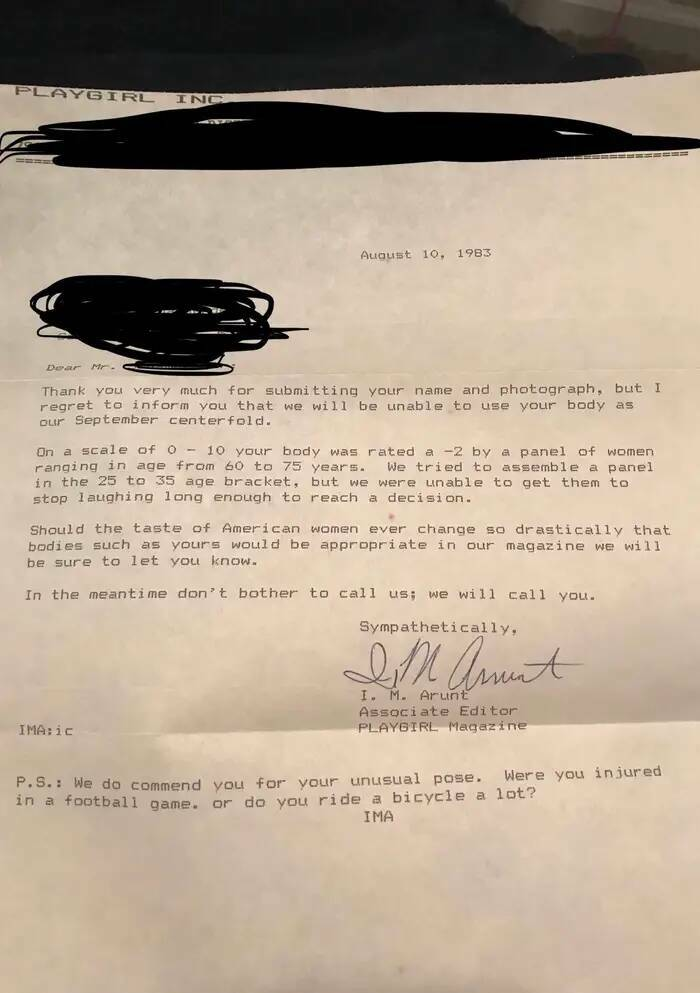 PLAYGIRL INC
August 10, 1983
Dear Mr.
Thank you very much for submitting your name and photograph, but I
regret to inform you that we will be unable to use your body as
our September centerfold.
On a scale of 0 - 10 your body was rated a -2 by a panel of women
ranging in age from 60 to 75 years. We tried to assemble a panel
in the 25 to 35 age bracket, but we were unable to get them to
stop laughing long enough to reach a decision.
Should the taste of American women ever change so drastically that
bodies such as yours would be appropriate in our magazine we will
be sure to let you know.
In the meantime don't bother to call us; we will call you.
Sympathetically,
I. M Arunt
I. M. Arunt
Associate Editor
IMA:ic PLAYGIRL Magazine
P.S.: We do commend you for your unusual pose. Were you injured
in a football game. or do you ride a bicycle a lot?
IMA